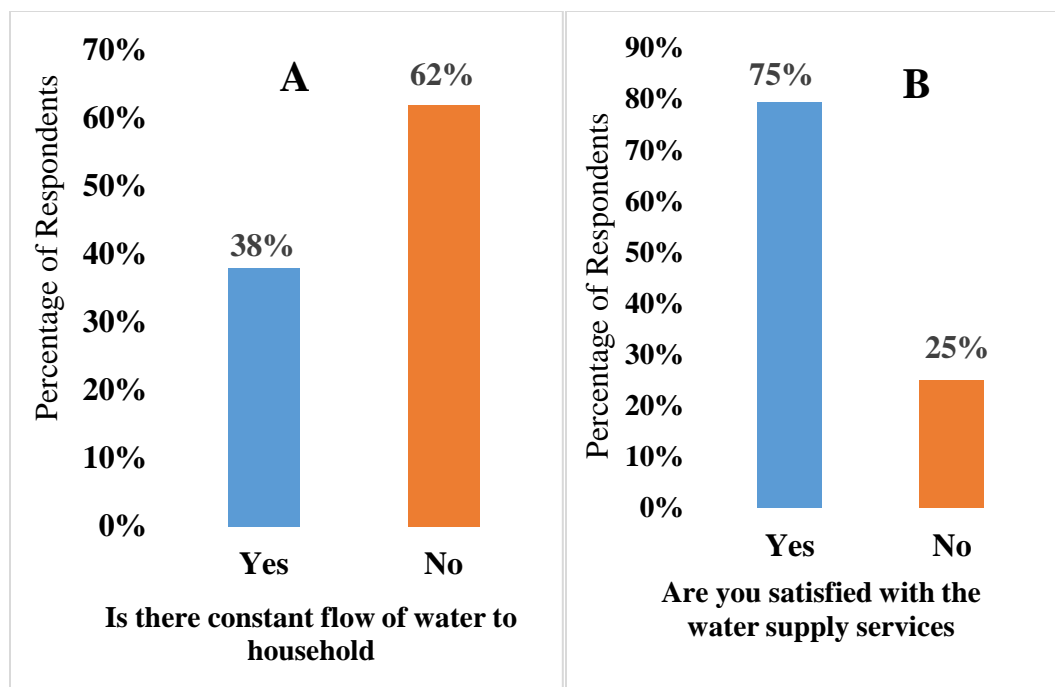 Percentage of Respondents
70%
60%
50%
40%
30%
20%
10%
0%
A
38%
62%
Yes No
Is there constant flow of water to
household
Percentage of Respondents
90%
80%
70%
60%
50%
40%
30%
20%
10%
0%
B
75%
25%
Yes No
Are you satisfied with the
water supply services